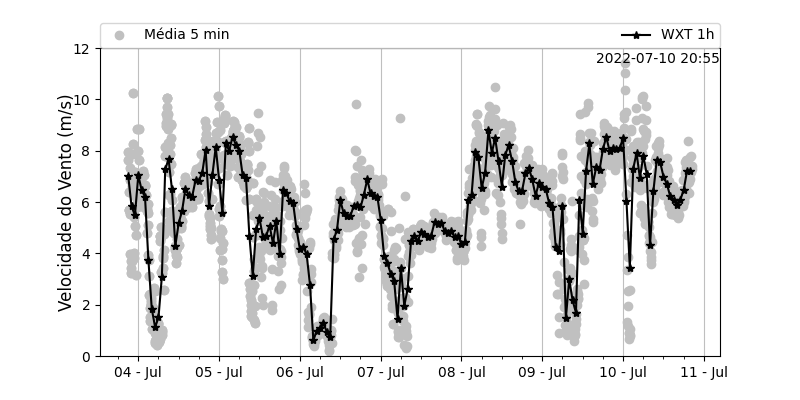 Média 5 min
WXT 1h
2022-07-10 20:55
Velocidade do Vento (m/s)
12
10
8
6
4
2
0
04 - Jul
05 - Jul
06 - Jul
07 - Jul
08 - Jul
09 - Jul
10 - Jul
11 - Jul